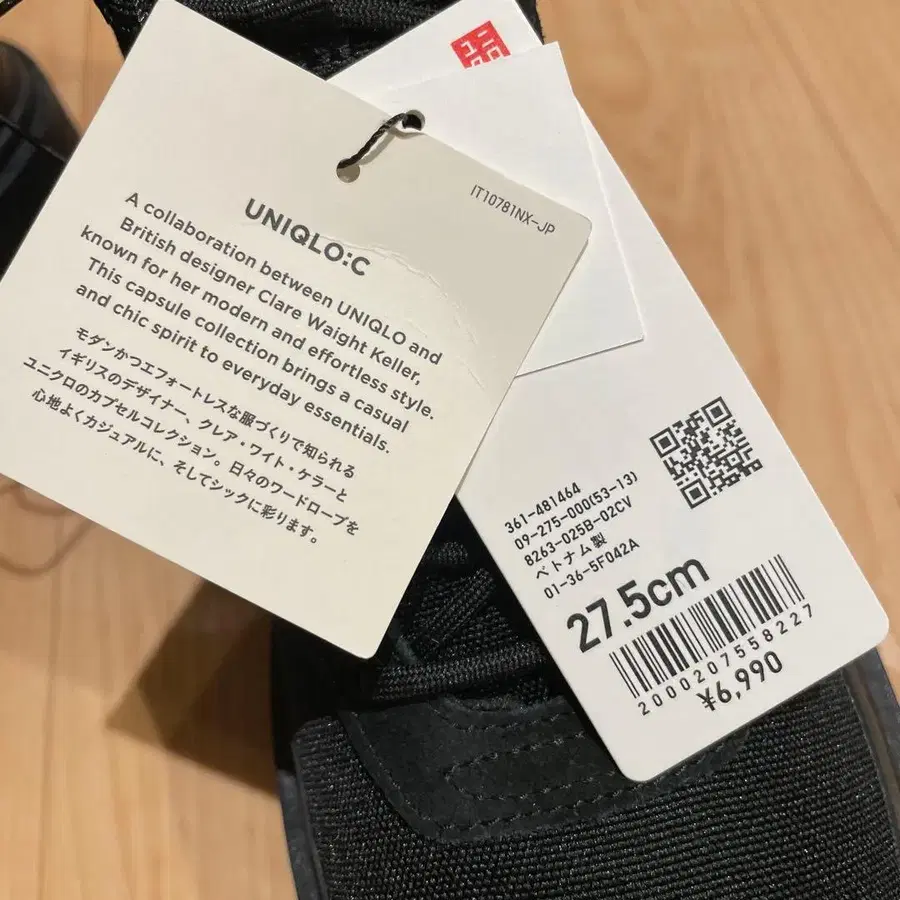 UNIQLO:C
A collaboration between UNIQLO and
British designer Clare Waight Keller,
known for her modern and effortless style.
This capsule collection brings a casual
and chic spirit to everyday essentials.
モダンかつエフォートレスな服づくりで知られる
イギリスのデザイナー、クレア・ワイト・ケラーと
ユニクロのカプセルコレクション。日々のワードローブを
心地よくカジュアルに、そしてシックに彩ります。
IT10781NX-JP
361-481464
09-275-000(53-13)
8263-025B-02CV
ベトナム製
01-36-5F042A
27.5cm
2000207558227
¥6,990